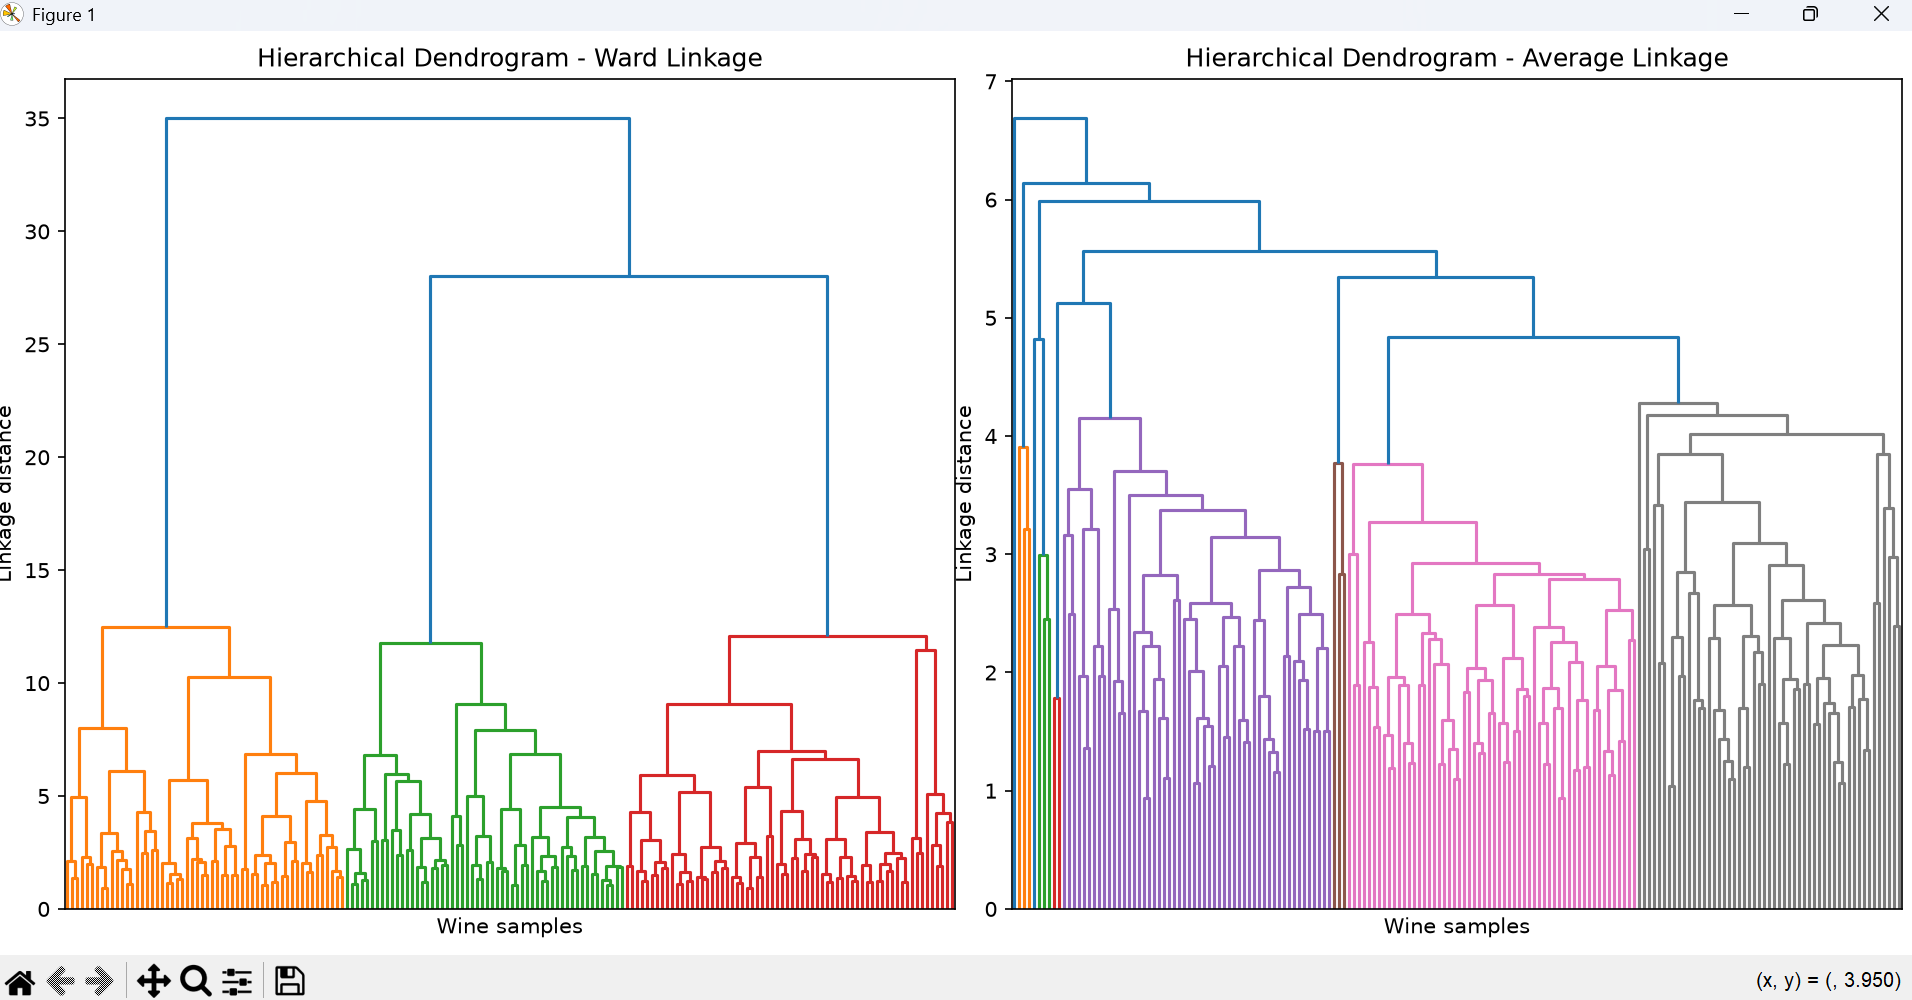 Figure 1
Hierarchical Dendrogram - Ward Linkage
35
30
25
20
15
10
5
0
Linkage distance
Wine samples
Hierarchical Dendrogram - Average Linkage
7
6
5
4
3
2
1
0
Linkage distance
Wine samples
(x, y) = (, 3.950)